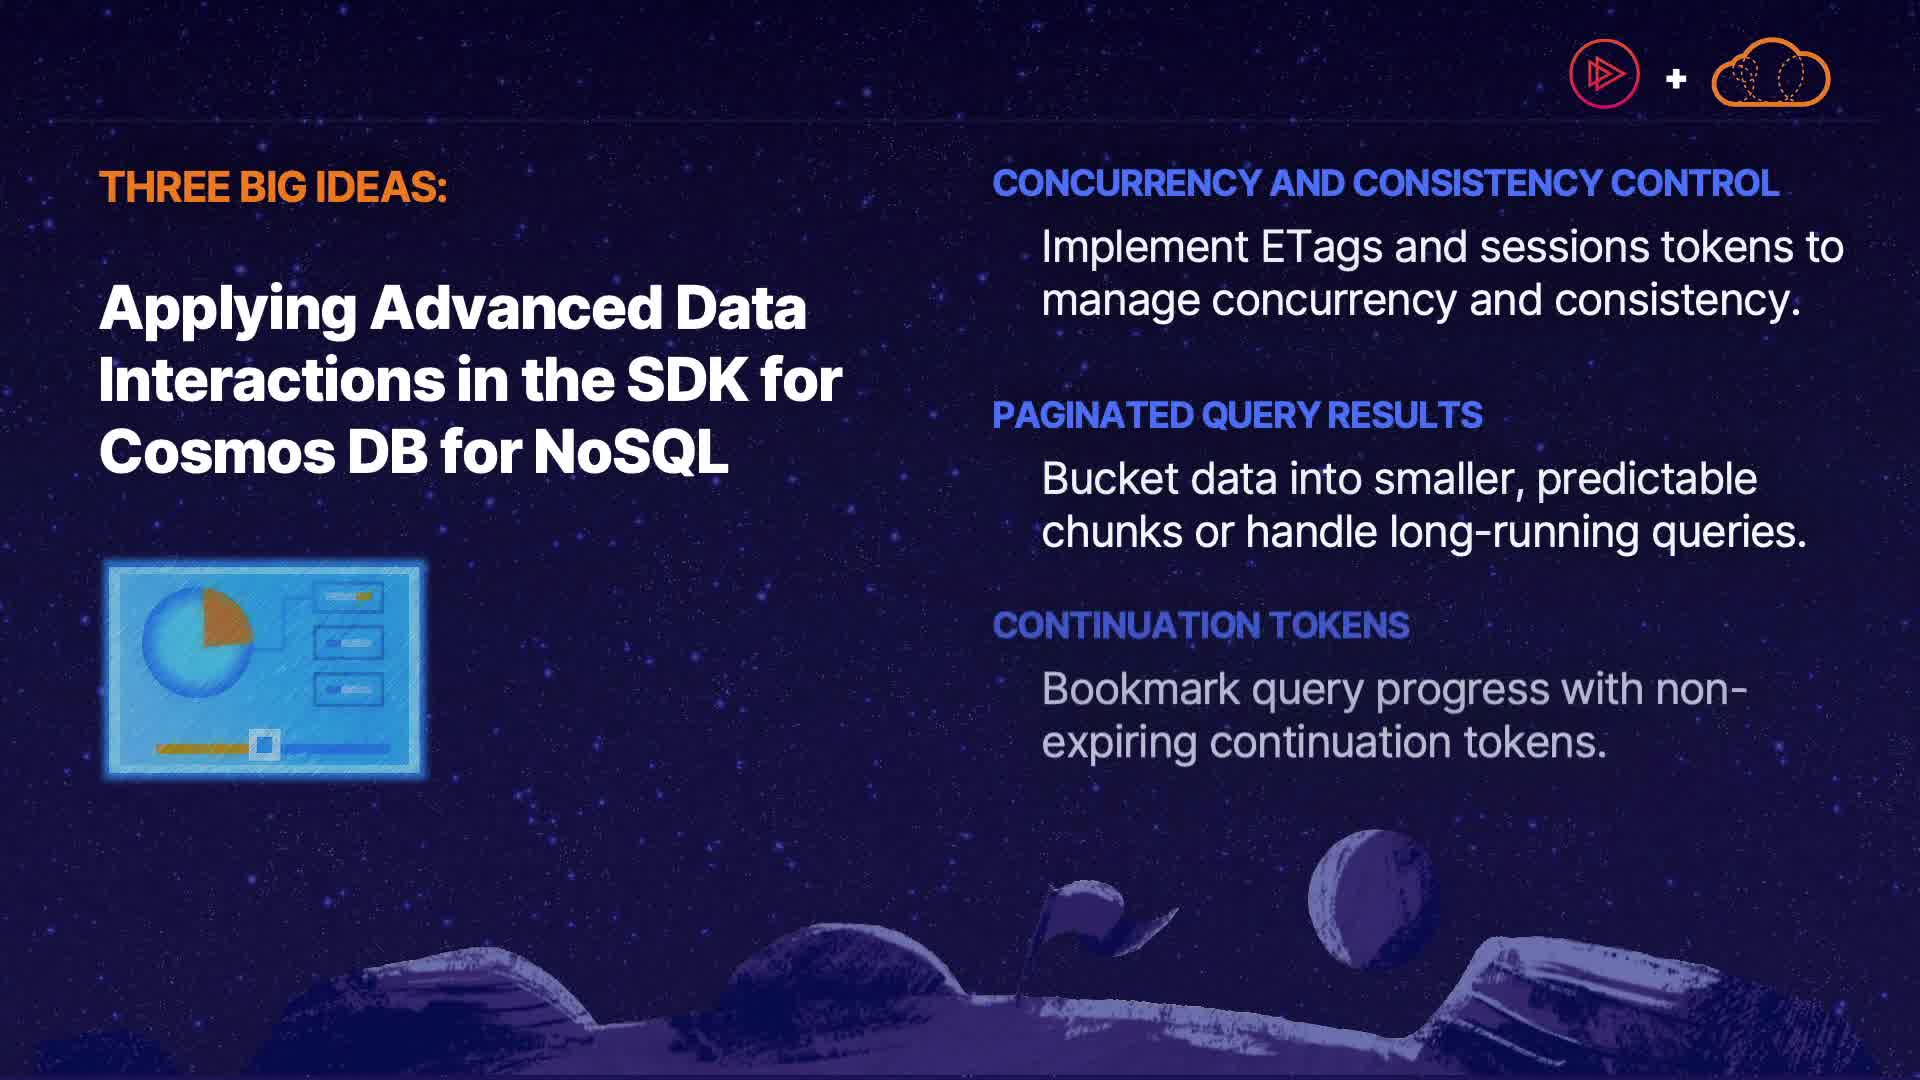 THREE BIG IDEAS:
Applying Advanced Data
Interactions in the SDK for
Cosmos DB for NoSQL
CONCURRENCY AND CONSISTENCY CONTROL
Implement ETags and sessions tokens to
manage concurrency and consistency.
PAGINATED QUERY RESULTS
Bucket data into smaller, predictable
chunks or handle long-running queries.
CONTINUATION TOKENS
Bookmark query progress with non-
expiring continuation tokens.